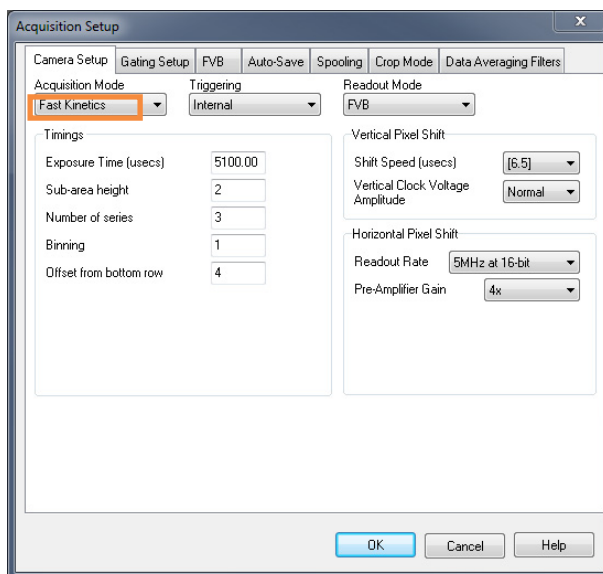 Acquisition Setup
x
Camera Setup Gating Setup FVB Auto-Save Spooling Crop Mode Data Averaging Filters
Acquisition Mode Triggering Readout Mode
Fast Kinetics Internal FVB
Timings
Exposure Time (usecs) 5100.00
Sub-area height 2
Number of series 3
Binning 1
Offset from bottom row 4
Vertical Pixel Shift
Shift Speed (usecs) [6.5]
Vertical Clock Voltage
Amplitude Normal
Horizontal Pixel Shift
Readout Rate 5MHz at 16-bit
Pre-Amplifier Gain 4x
OK Cancel Help